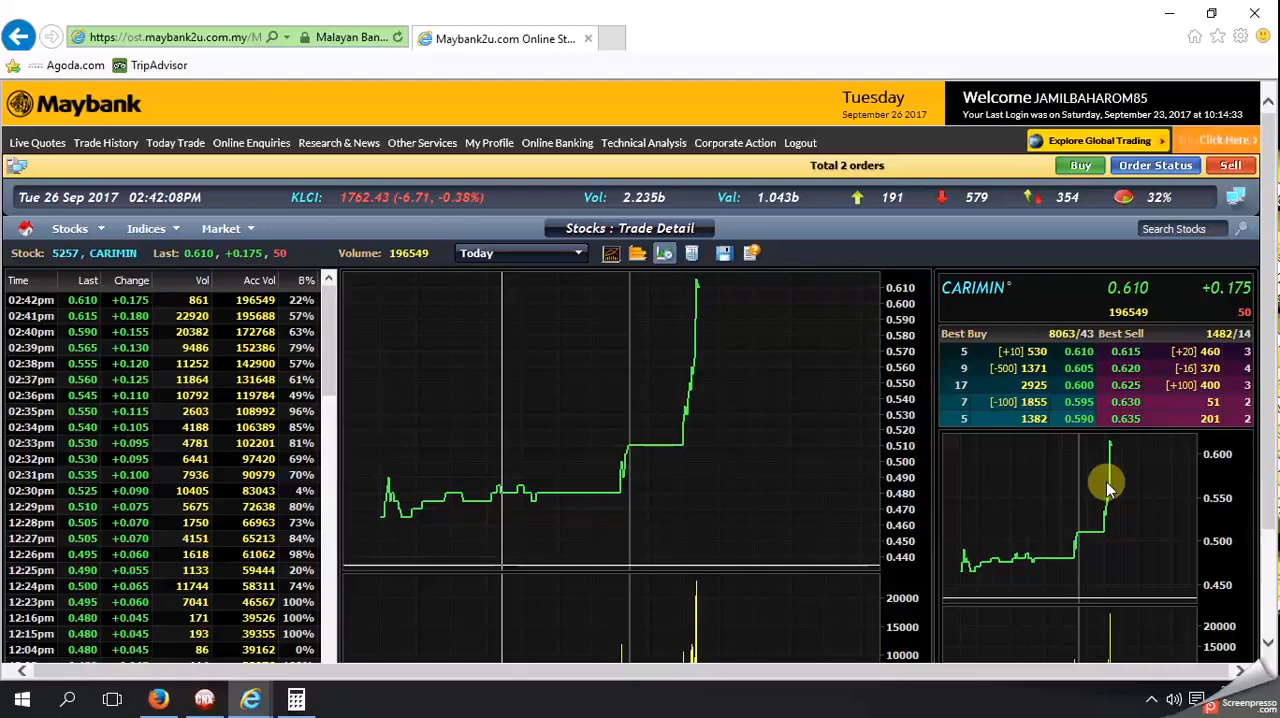 https://ost.maybank2u.com.my/M
Malayan Ban...
Maybank2u.com Online St...
Agoda.com
TripAdvisor
Maybank
Tuesday
September 26 2017
Welcome JAMILBAHAROM85
Your Last Login was on Saturday, September 23, 2017 10:14:33
Live Quotes Trade History Today Trade Online Enquiries Research & News Other Services My Profile Online Banking Technical Analysis Corporate Action Logout
Explore Global Trading
Click Here
Total 2 orders
Buy Order Status Sell
Tue 26 Sep 2017 02:42:08PM KLCI: 1762.43 (-6.71, -0.38%) Vol: 2.235b Val: 1.043b 191 579 354 32%
Stocks Indices Market Stocks : Trade Detail Search Stocks
Stock: 5257, CARIMIN Last: 0.610, +0.175, 50 Volume: 196549 Today
Time Last Change Vol Acc Vol B%
02:42pm 0.610 +0.175 861 196549 22%
02:41pm 0.615 +0.180 22920 195688 57%
02:40pm 0.590 +0.155 20382 172768 63%
02:39pm 0.565 +0.130 9486 152386 79%
02:38pm 0.555 +0.120 11252 142900 57%
02:37pm 0.560 +0.125 11864 131648 61%
02:36pm 0.545 +0.110 10792 119784 49%
02:35pm 0.550 +0.115 2603 108992 96%
02:34pm 0.540 +0.105 4188 106389 85%
02:33pm 0.530 +0.095 4781 102201 81%
02:32pm 0.530 +0.095 6441 97420 69%
02:31pm 0.535 +0.100 7936 90979 70%
02:30pm 0.525 +0.090 10405 83043 4%
12:29pm 0.510 +0.075 5675 72638 80%
12:28pm 0.505 +0.070 1750 66963 73%
12:27pm 0.505 +0.070 4151 65213 84%
12:26pm 0.495 +0.060 1618 61062 98%
12:25pm 0.490 +0.055 1133 59444 20%
12:24pm 0.500 +0.065 11744 58311 74%
12:23pm 0.495 +0.060 7041 46567 100%
12:16pm 0.480 +0.045 171 39526 100%
12:15pm 0.480 +0.045 193 39355 100%
12:04pm 0.480 +0.045 86 39162 0%
0.610
0.600
0.590
0.580
0.570
0.560
0.550
0.540
0.530
0.520
0.510
0.500
0.490
0.480
0.470
0.460
0.450
0.440
20000
15000
10000
CARIMIN° 0.610 +0.175
196549 50
Best Buy 8063/43 Best Sell 1482/14
5 [+10] 530 0.610 0.615 [+20] 460 3
9 [-500] 1371 0.605 0.620 [-16] 370 4
17 2925 0.600 0.625 [+100] 400 3
7 [-100] 1855 0.595 0.630 51 2
5 1382 0.590 0.635 201 2
0.600
0.550
0.500
0.450
20000
15000
Screenpresso
.com